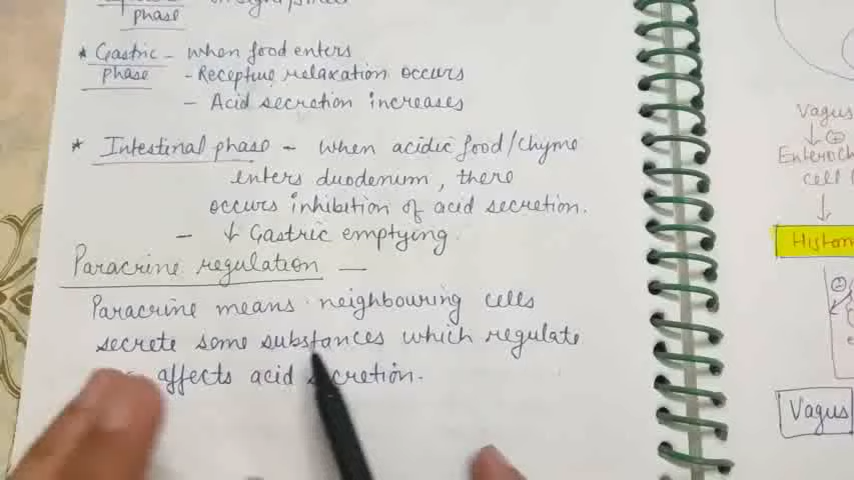 phase
* Gastric - when food enters
phase - Receptive relaxation occurs
- Acid secretion increases
* Intestinal phase - when acidic food/chyme
enters duodenum, there
occurs inhibition of acid secretion.
- ↓ Gastric emptying.
Paracrine regulation -
Paracrine means neighbouring cells
secrete some substances which regulate
affects acid secretion.
Vagus
↓ +
Enteroch
cell
↓
Histam
+
Vagus